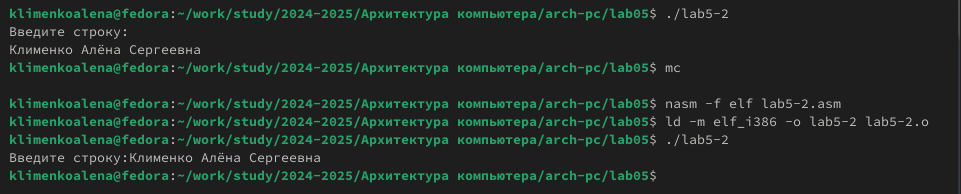 klimenkoalena@fedora:~/work/study/2024-2025/Архитектура компьютера/arch-pc/lab05$ ./lab5-2
Введите строку:
Клименко Алёна Сергеевна
klimenkoalena@fedora:~/work/study/2024-2025/Архитектура компьютера/arch-pc/lab05$ mc
klimenkoalena@fedora:~/work/study/2024-2025/Архитектура компьютера/arch-pc/lab05$ nasm -f elf lab5-2.asm
klimenkoalena@fedora:~/work/study/2024-2025/Архитектура компьютера/arch-pc/lab05$ ld -m elf_i386 -o lab5-2 lab5-2.o
klimenkoalena@fedora:~/work/study/2024-2025/Архитектура компьютера/arch-pc/lab05$ ./lab5-2
Введите строку:Клименко Алёна Сергеевна
klimenkoalena@fedora:~/work/study/2024-2025/Архитектура компьютера/arch-pc/lab05$